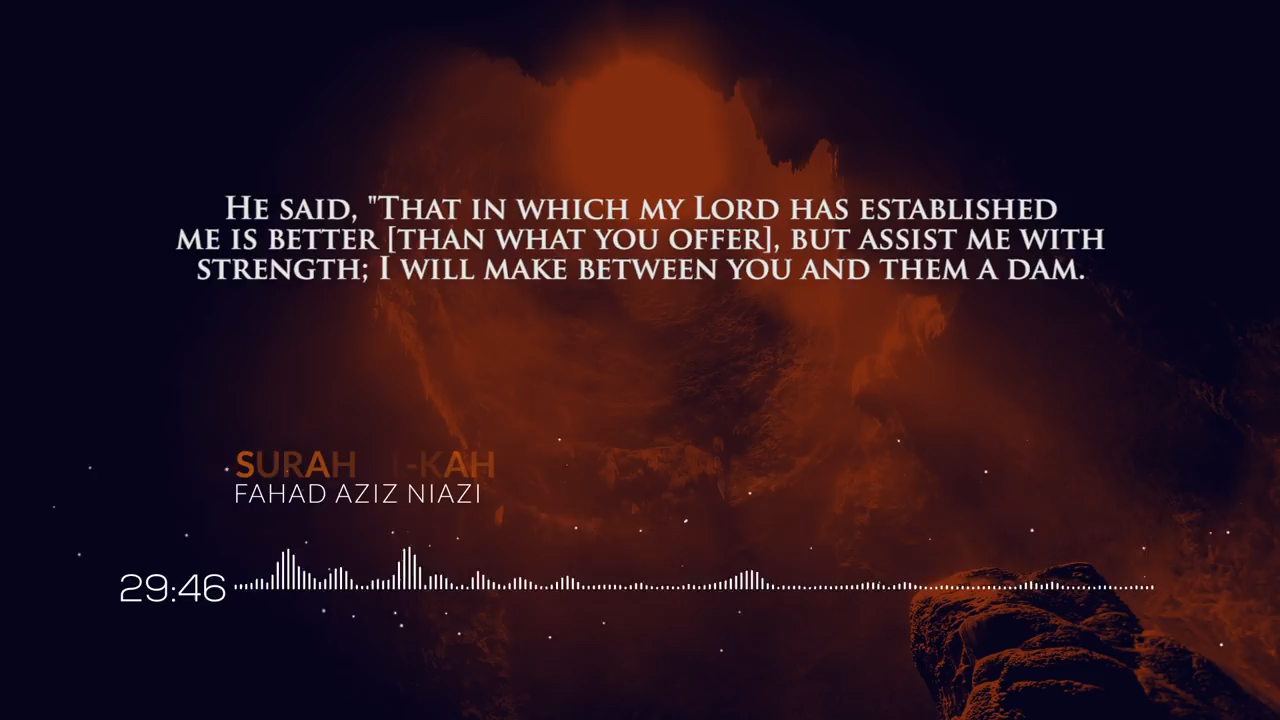 HE SAID, "THAT IN WHICH MY LORD HAS ESTABLISHED
ME IS BETTER [THAN WHAT YOU OFFER], BUT ASSIST ME WITH
STRENGTH; I WILL MAKE BETWEEN YOU AND THEM A DAM.
SURAH -KAH
FAHAD AZIZ NIAZI
29:46